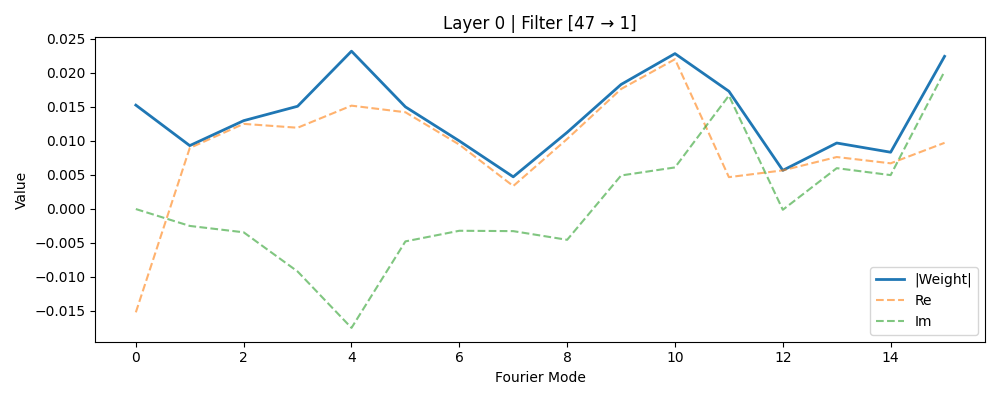 Layer 0 | Filter [47 → 1]
0.025
0.020
0.015
0.010
0.005
0.000
−0.005
−0.010
−0.015
Value
0 2 4 6 8 10 12 14
Fourier Mode
|Weight|
Re
Im